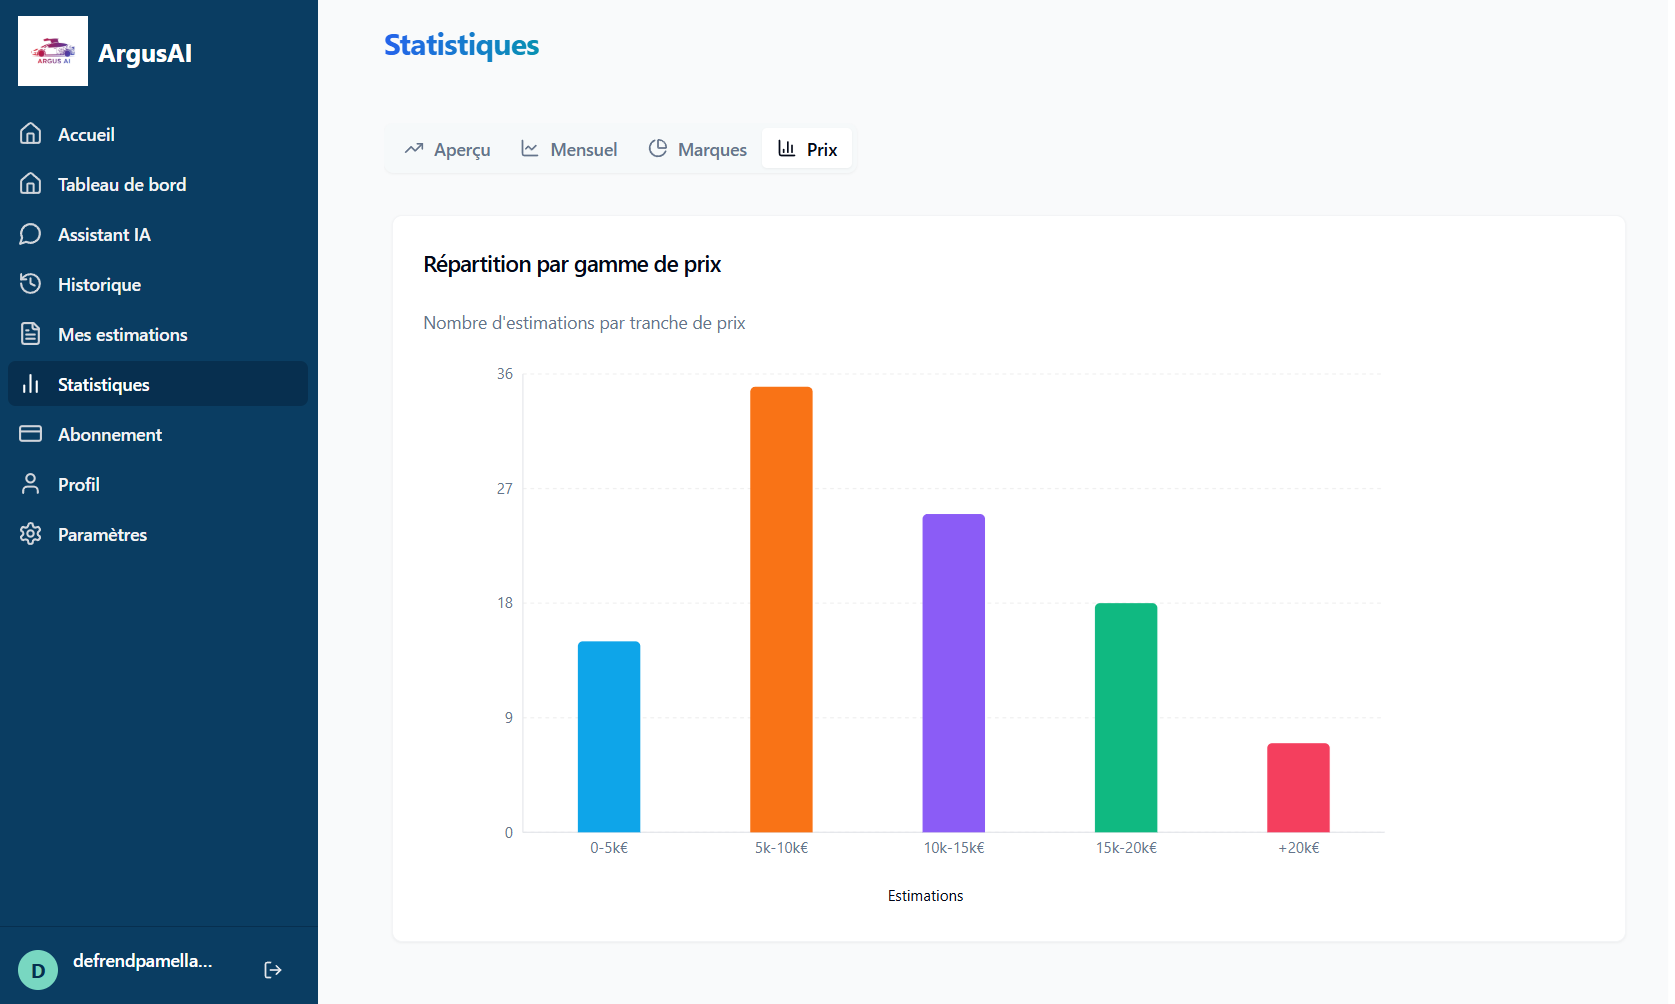 ARGUS AI
ArgusAI
Accueil
Tableau de bord
Assistant IA
Historique
Mes estimations
Statistiques
Abonnement
Profil
Paramètres
D
defrendpamella...
Statistiques
Aperçu
Mensuel
Marques
Prix
Répartition par gamme de prix
Nombre d'estimations par tranche de prix
36
27
18
9
0
0-5k€
5k-10k€
10k-15k€
15k-20k€
+20k€
Estimations